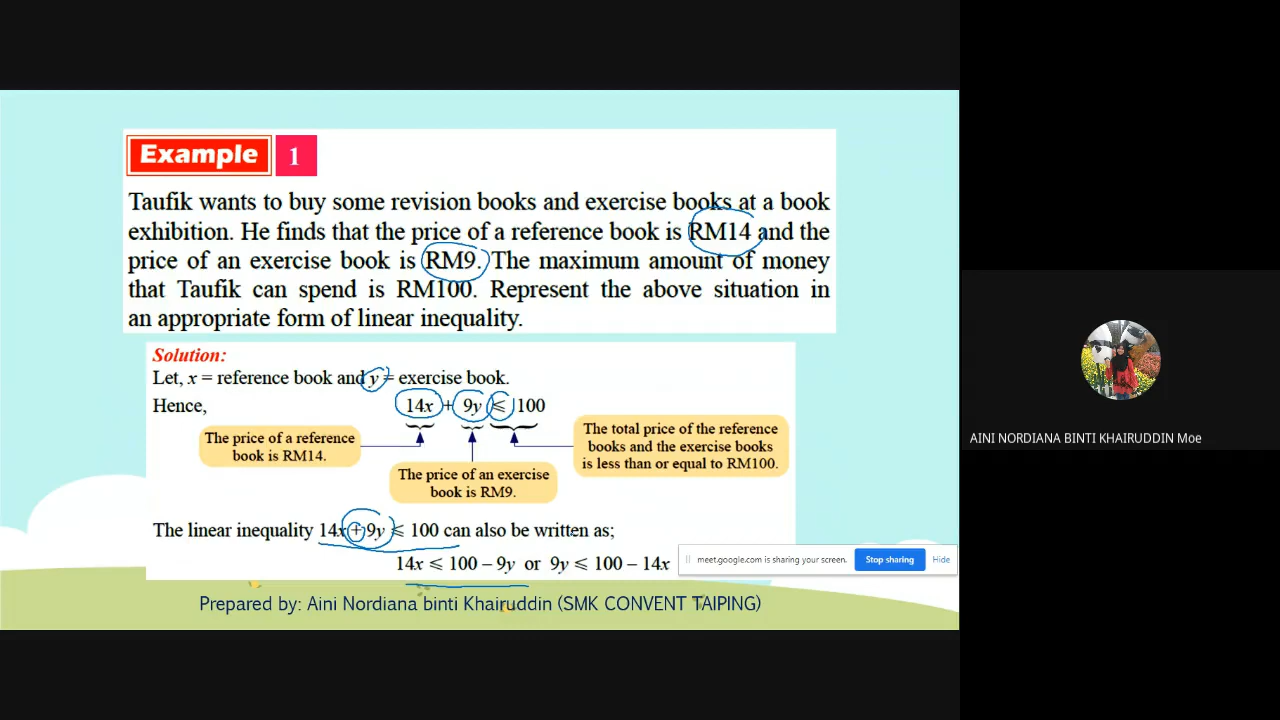 Example 1
Taufik wants to buy some revision books and exercise books at a book
exhibition. He finds that the price of a reference book is RM14 and the
price of an exercise book is RM9. The maximum amount of money
that Taufik can spend is RM100. Represent the above situation in
an appropriate form of linear inequality.
Solution:
Let, x = reference book and y = exercise book.
Hence, 14x + 9y ⩽ 100
The price of a reference
book is RM14.
The price of an exercise
book is RM9.
The total price of the reference
books and the exercise books
is less than or equal to RM100.
The linear inequality 14x + 9y ⩽ 100 can also be written as;
14x ⩽ 100 – 9y or 9y ⩽ 100 – 14x
meet.google.com is sharing your screen. Stop sharing Hide
Prepared by: Aini Nordiana binti Khairuddin (SMK CONVENT TAIPING)
AINI NORDIANA BINTI KHAIRUDDIN Moe